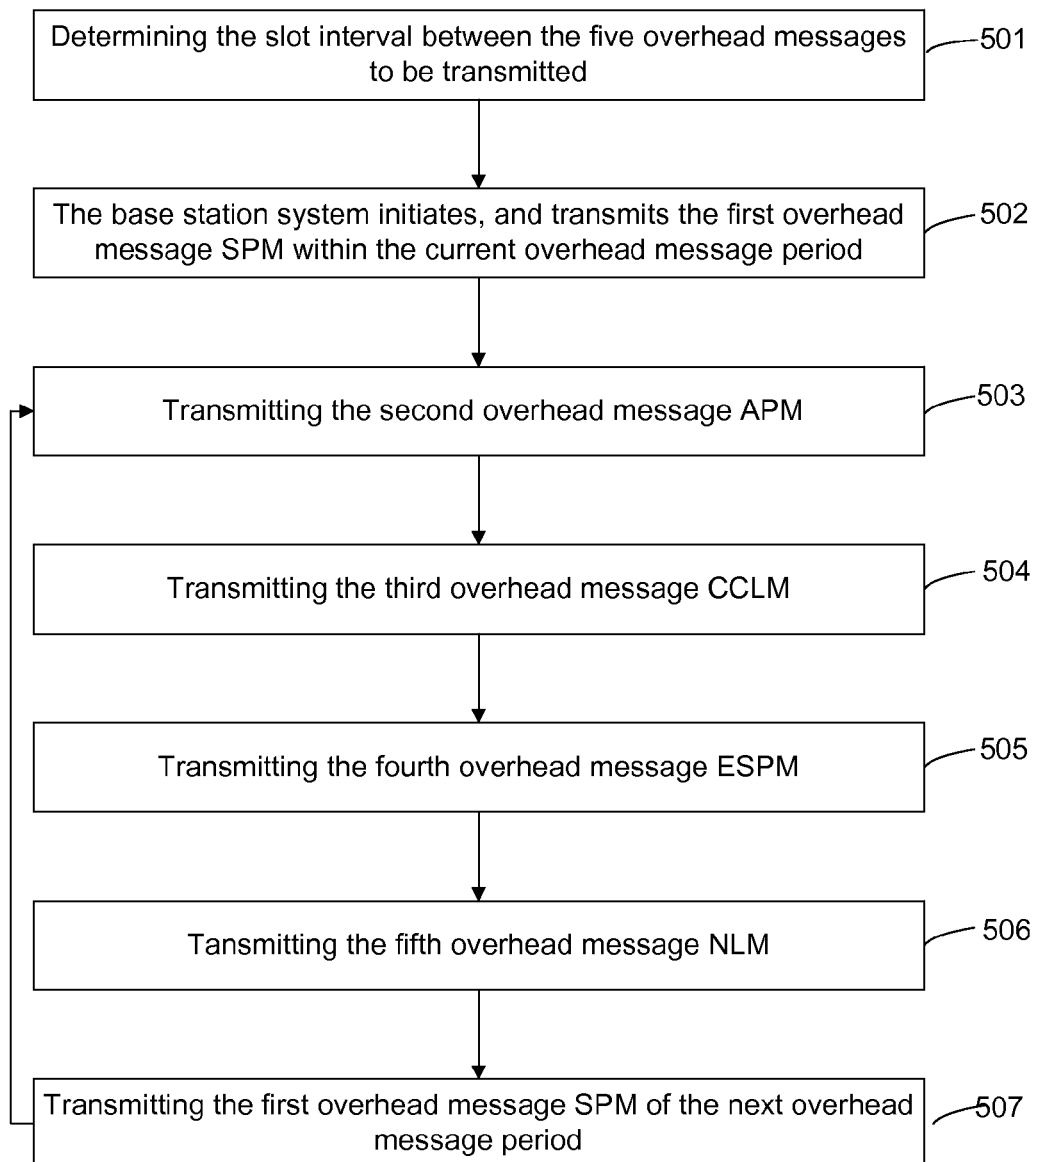 Determining the slot interval between the five overhead messages
to be transmitted
501
The base station system initiates, and transmits the first overhead
message SPM within the current overhead message period
502
Transmitting the second overhead message APM
503
Transmitting the third overhead message CCLM
504
Transmitting the fourth overhead message ESPM
505
Tansmitting the fifth overhead message NLM
506
Transmitting the first overhead message SPM of the next overhead
message period
507